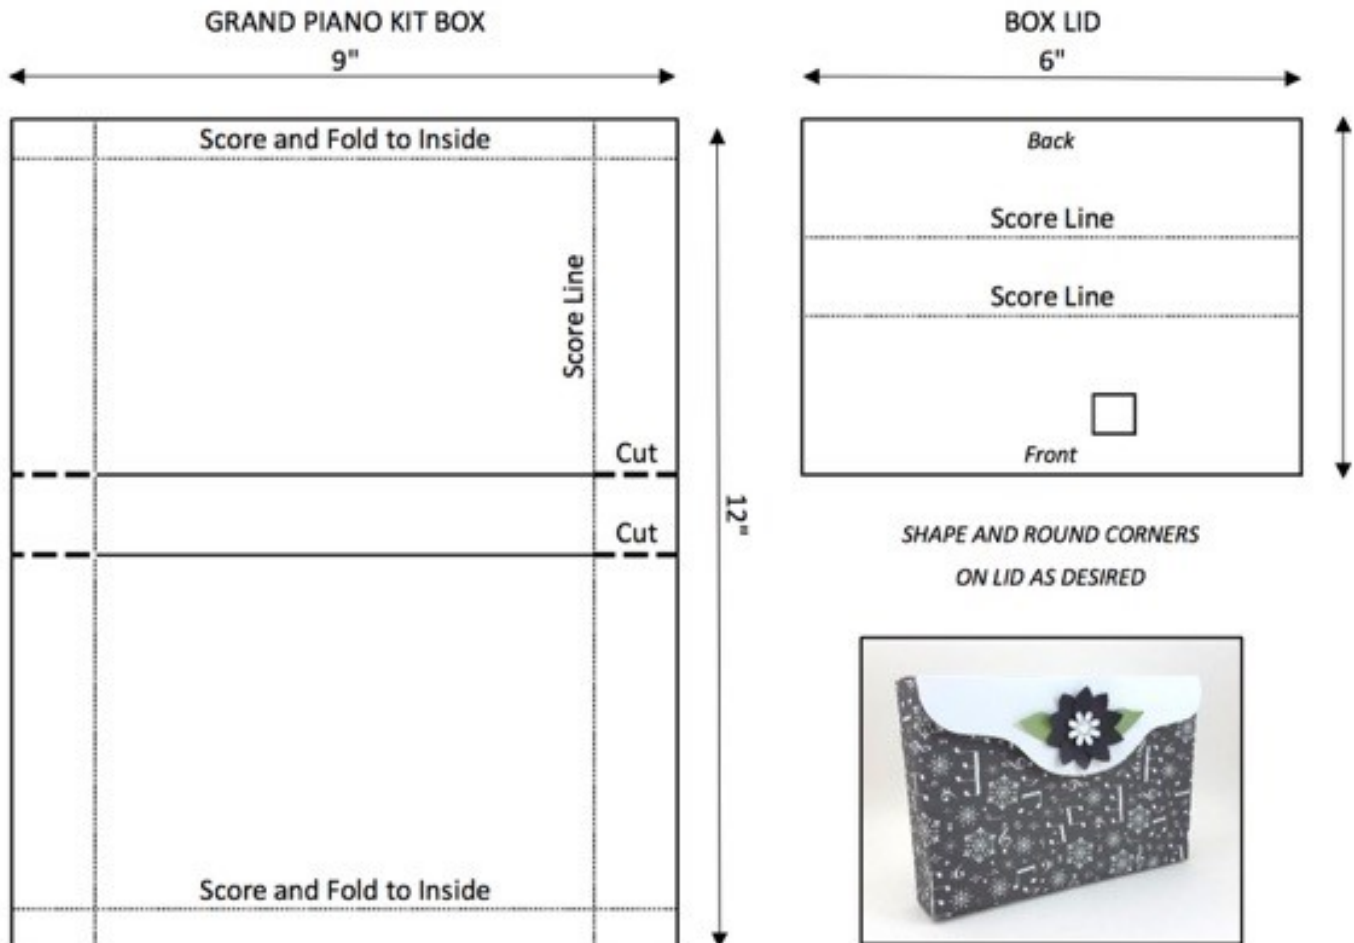 GRAND PIANO KIT BOX
9"
Score and Fold to Inside
Score Line
Cut
Cut
12"
Score and Fold to Inside
BOX LID
6"
Back
Score Line
Score Line
Front
SHAPE AND ROUND CORNERS
ON LID AS DESIRED